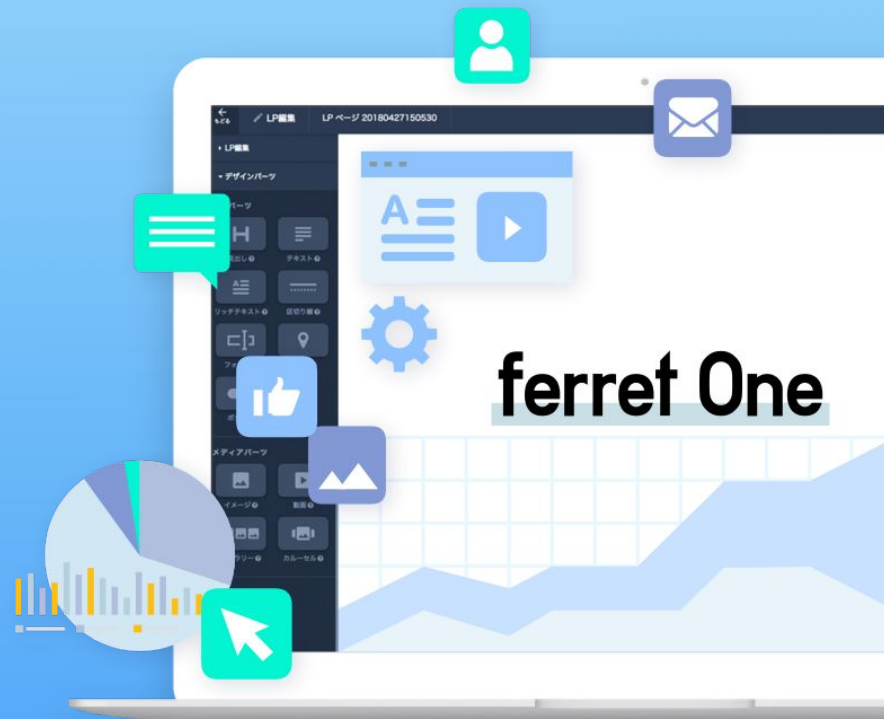 もどる
LP編集
LP ページ 20180427150530
LP編集
デザインパーツ
テキスト
リッチテキスト
区切り線
メディアパーツ
イメージ
動画
カルーセル
ferret One